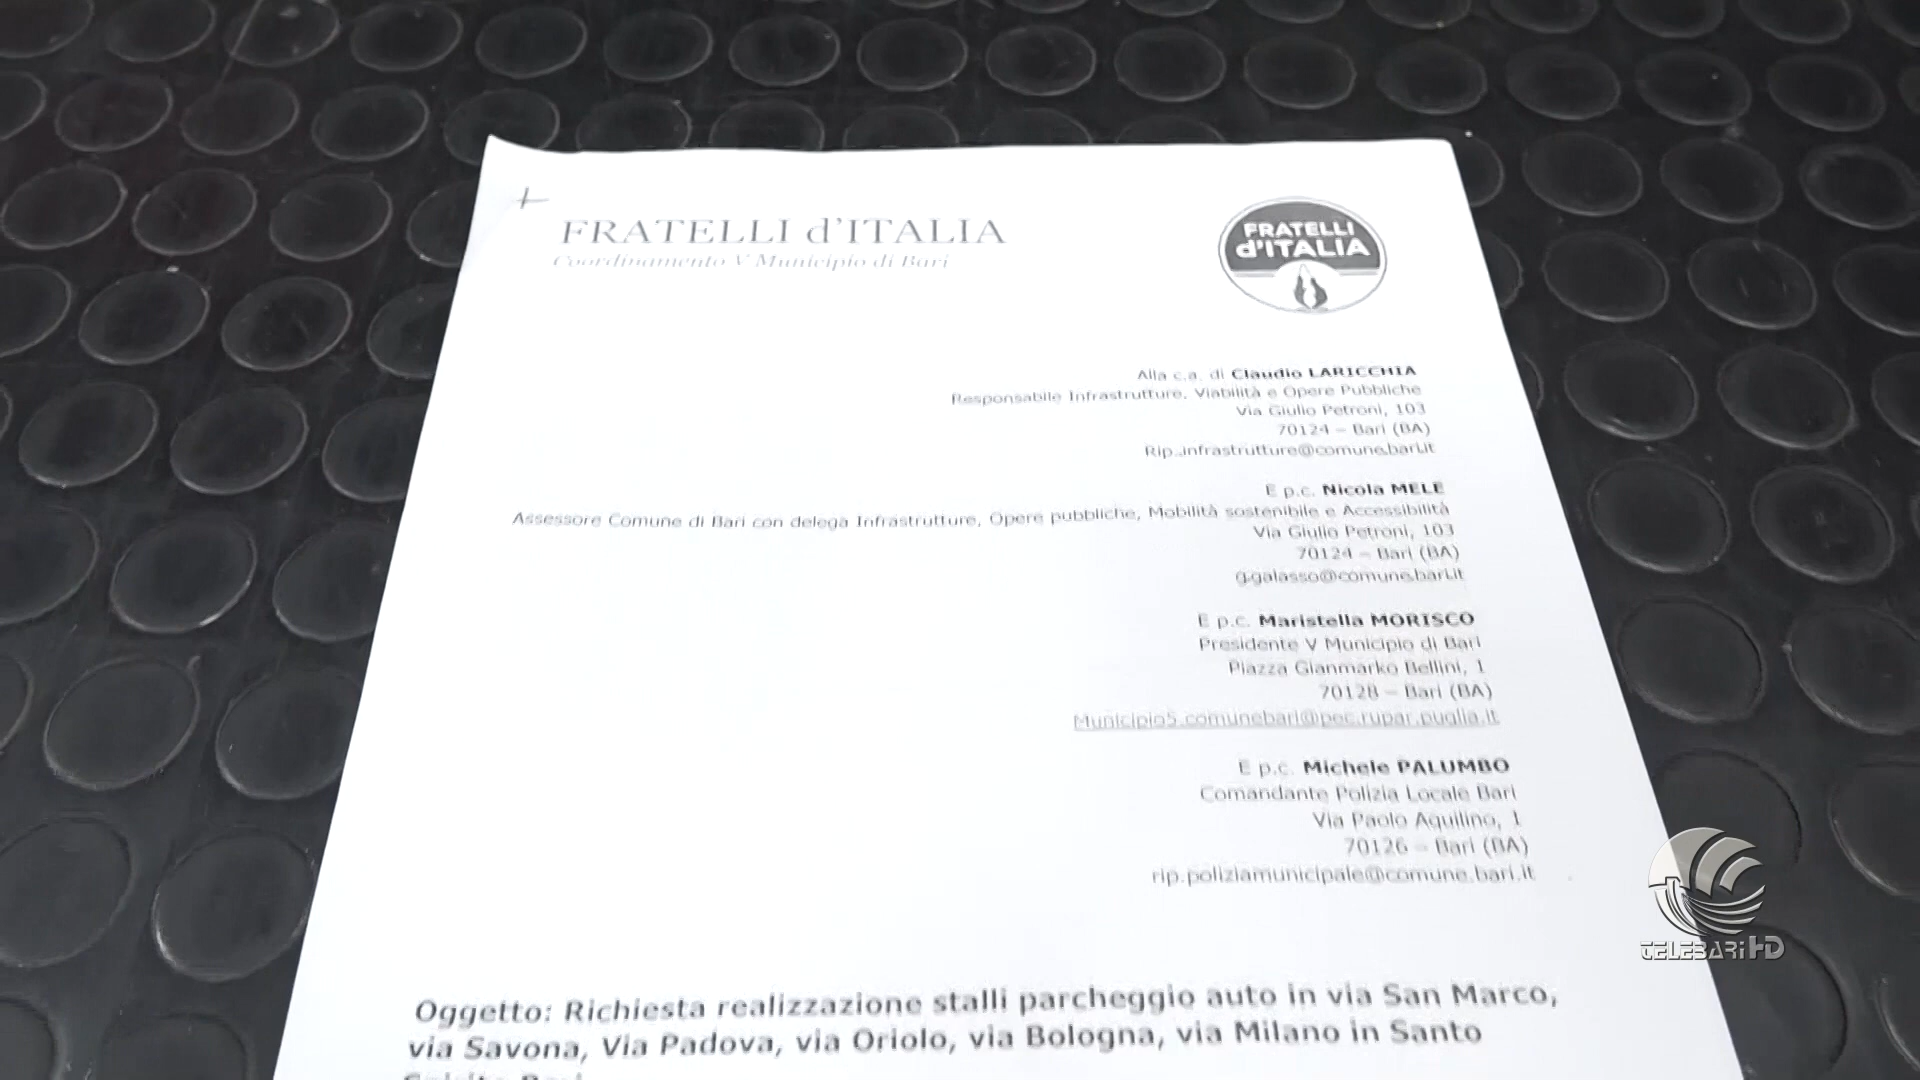 FRATELLI d'ITALIA
Coordinamento V Municipio di Bari
FRATELLI
d'ITALIA
Alla c.a. di Claudio LARICCHIA
Responsabile Infrastrutture, Viabilità e Opere Pubbliche
Via Giulio Petroni, 103
70124 – Bari (BA)
Rip.infrastrutture@comune.bari.it
E p.c. Nicola MELE
Assessore Comune di Bari con delega Infrastrutture, Opere pubbliche, Mobilità sostenibile e Accessibilità
Via Giulio Petroni, 103
70124 – Bari (BA)
g.galasso@comune.bari.it
E p.c. Maristella MORISCO
Presidente V Municipio di Bari
Piazza Gianmarko Bellini, 1
70128 – Bari (BA)
Municipio5.comunebari@pec.rupar.puglia.it
E p.c. Michele PALUMBO
Comandante Polizia Locale Bari
Via Paolo Aquilino, 1
70126 – Bari (BA)
rip.poliziamunicipale@comune.bari.it
Oggetto: Richiesta realizzazione stalli parcheggio auto in via San Marco,
via Savona, Via Padova, via Oriolo, via Bologna, via Milano in Santo
TELEBARI HD